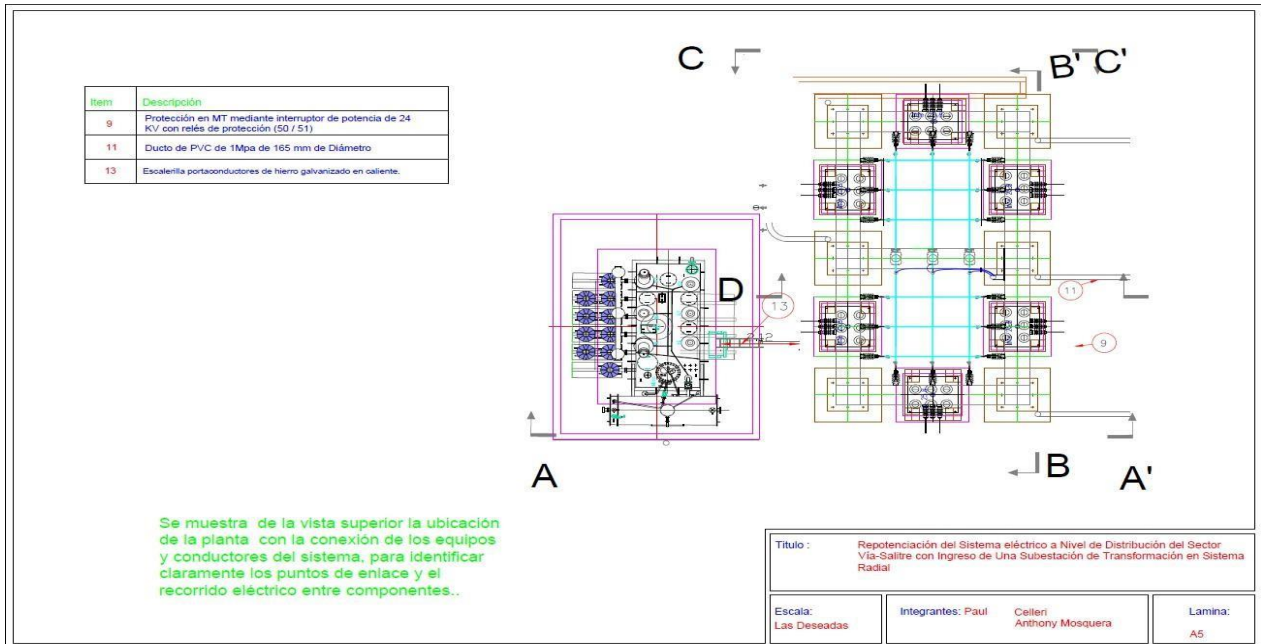 C
B'
C'
Item Descripción
9 Protección en MT mediante interruptor de potencia de 24
KV con relés de protección (50 / 51)
11 Ducto de PVC de 1Mpa de 165 mm de Diámetro
13 Escalerilla portaconductores de hierro galvanizado en caliente.
D
13
11
9
A
B
A'
Se muestra de la vista superior la ubicación
de la planta con la conexión de los equipos
y conductores del sistema, para identificar
claramente los puntos de enlace y el
recorrido eléctrico entre componentes..
Titulo : Repotenciación del Sistema eléctrico a Nivel de Distribución del Sector
Vía-Salitre con Ingreso de Una Subestación de Transformación en Sistema
Radial
Escala:
Las Deseadas
Integrantes: Paul Celleri
Anthony Mosquera
Lamina:
A5